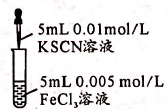 5mL 0.01mol/L
KSCN溶液
5mL 0.005 mol/L
FeCl₃溶液